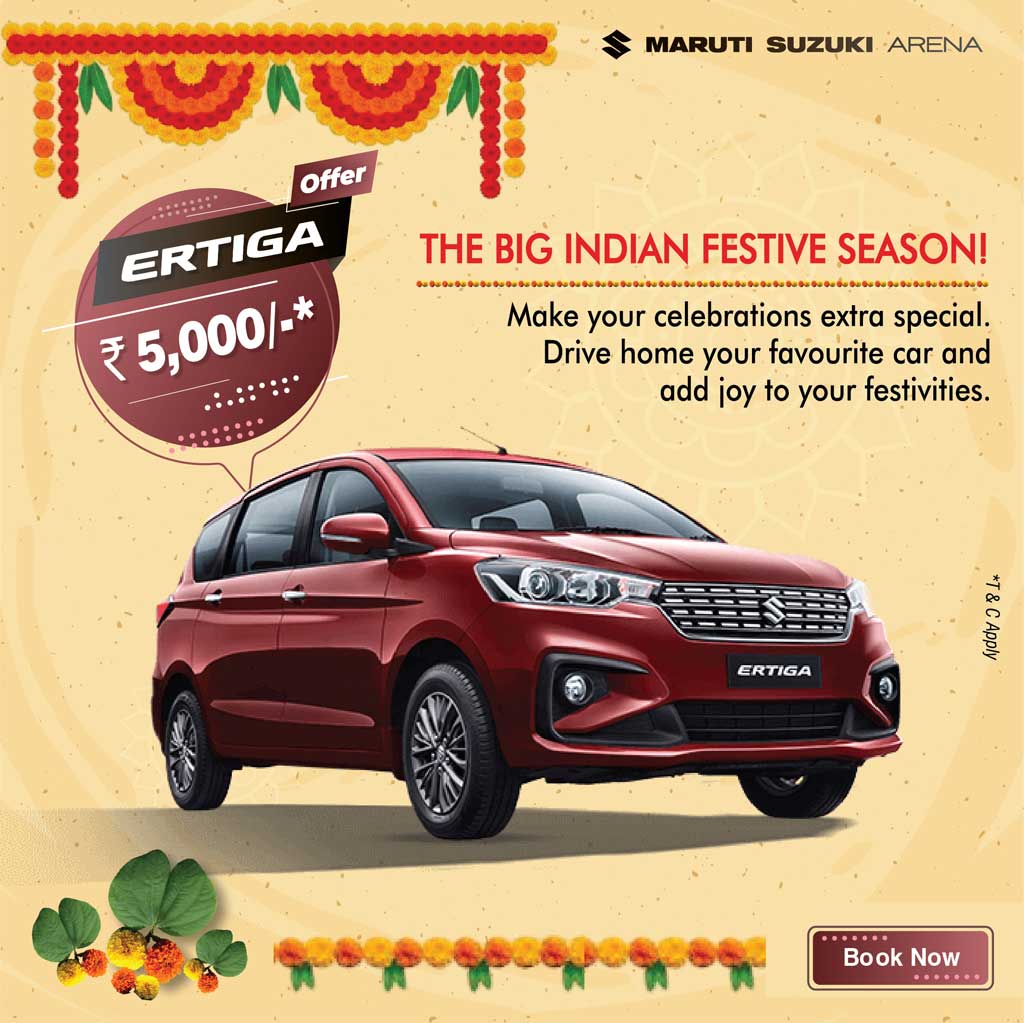 MARUTI SUZUKI ARENA
Offer
ERTIGA
₹ 5,000/-*
THE BIG INDIAN FESTIVE SEASON!
Make your celebrations extra special.
Drive home your favourite car and
add joy to your festivities.
*T & C Apply
ERTIGA
Book Now